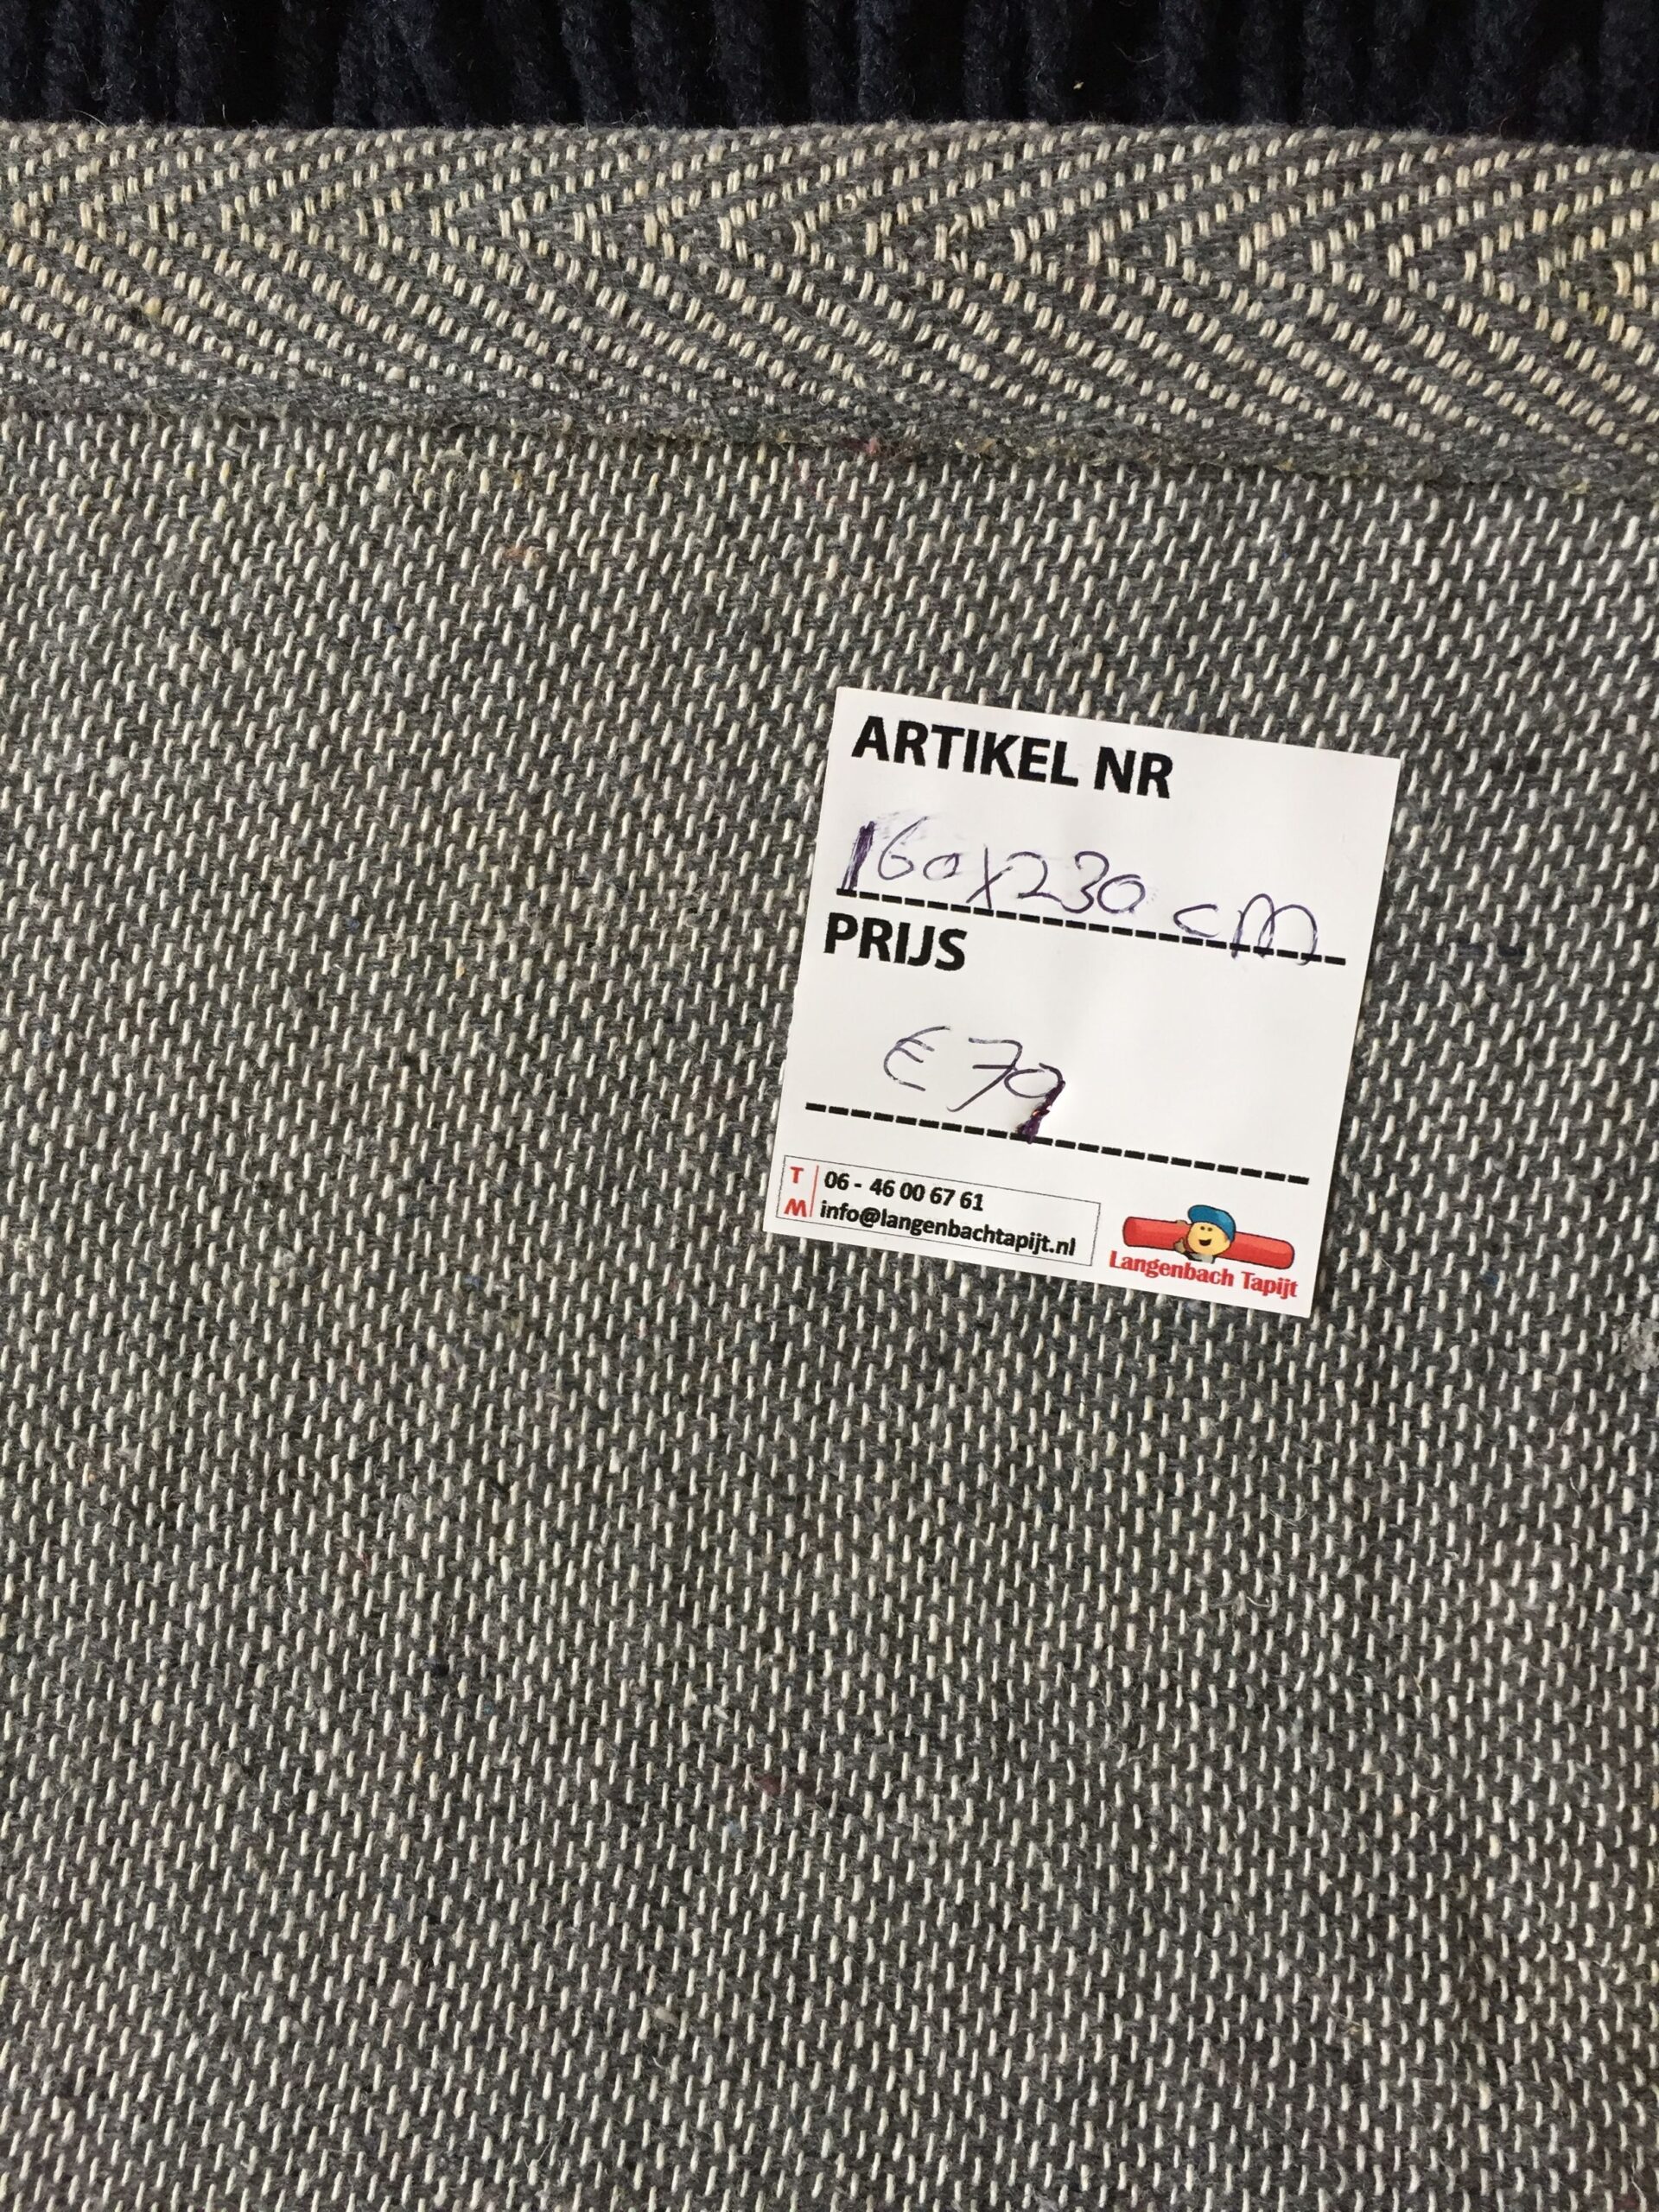 ARTIKEL NR
160x230 cm
PRIJS
€ 79
T 06 - 46 00 67 61
M info@langenbachtapijt.nl
Langenbach Tapijt